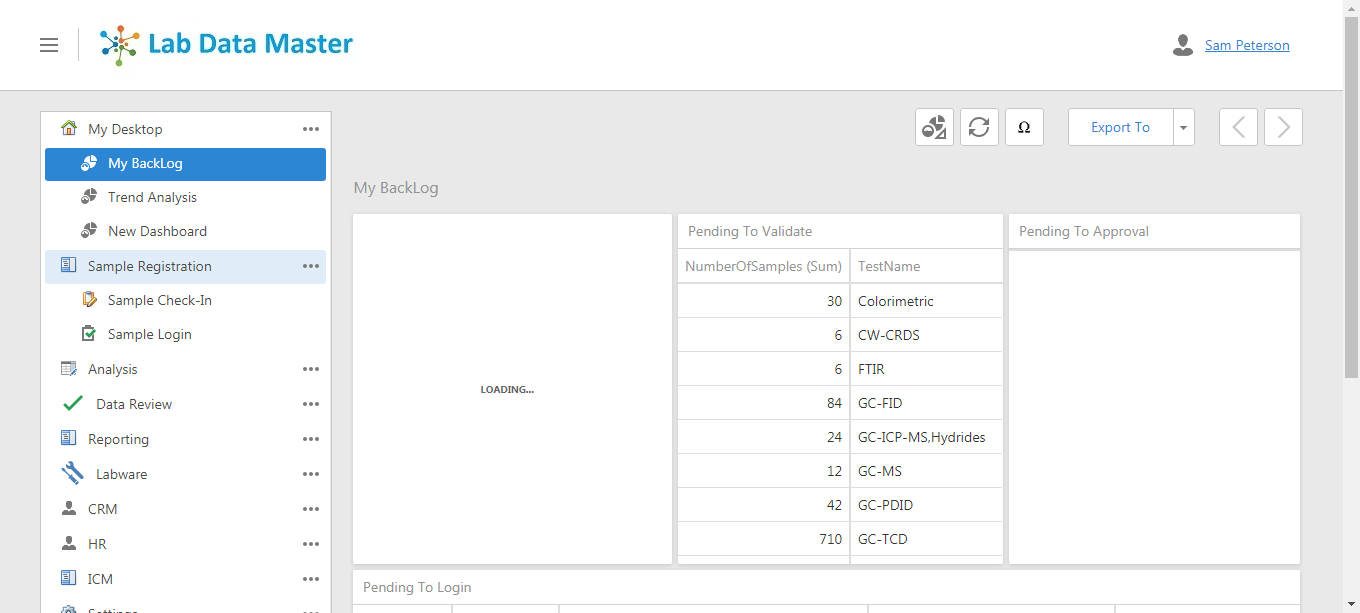 Lab Data Master
Sam Peterson
My Desktop
My BackLog
Trend Analysis
New Dashboard
Sample Registration
Sample Check-In
Sample Login
Analysis
Data Review
Reporting
Labware
CRM
HR
ICM
Settings
Ω
Export To
My BackLog
LOADING...
Pending To Validate
NumberOfSamples (Sum) TestName
30 Colorimetric
6 CW-CRDS
6 FTIR
84 GC-FID
24 GC-ICP-MS,Hydrides
12 GC-MS
42 GC-PDID
710 GC-TCD
Pending To Approval
Pending To Login